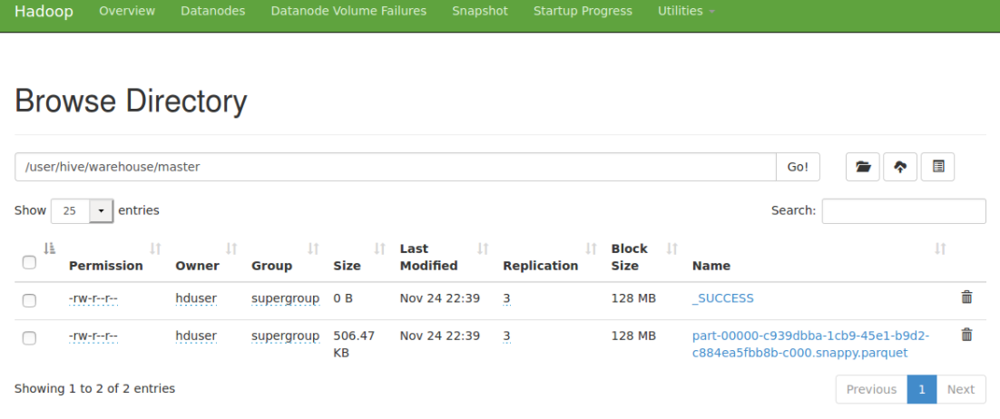 Hadoop Overview Datanodes Datanode Volume Failures Snapshot Startup Progress Utilities
Browse Directory
/user/hive/warehouse/master Go!
Show 25 entries Search:
Permission Owner Group Size Last Modified Replication Block Size Name
-rw-r--r-- hduser supergroup 0 B Nov 24 22:39 3 128 MB _SUCCESS
-rw-r--r-- hduser supergroup 506.47 KB Nov 24 22:39 3 128 MB part-00000-c939dbba-1cb9-45e1-b9d2-
c884ea5fbb8b-c000.snappy.parquet
Showing 1 to 2 of 2 entries Previous 1 Next